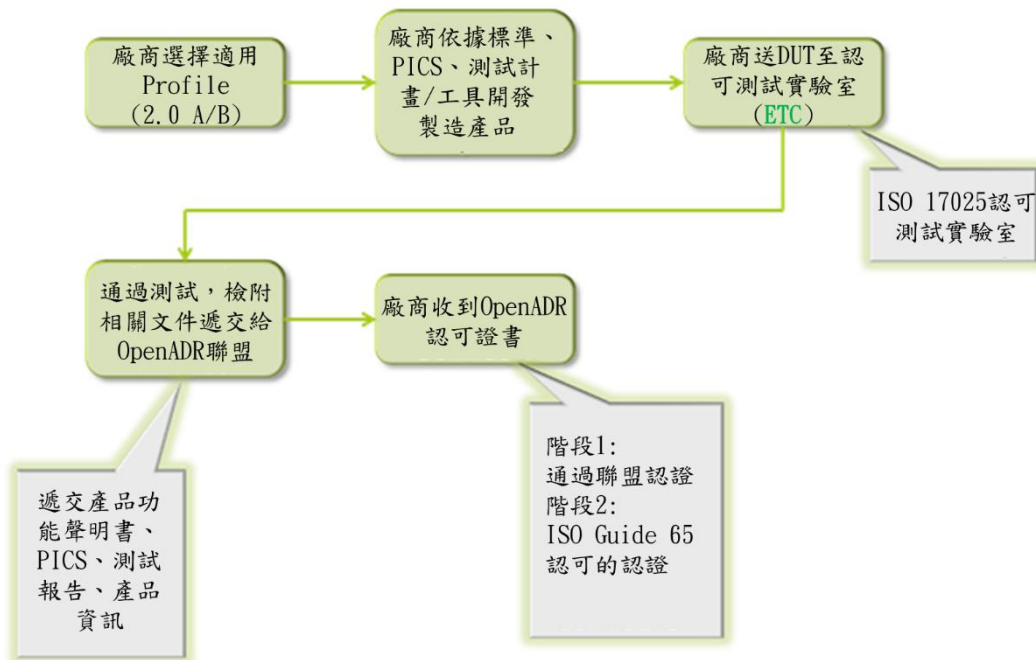 廠商選擇適用
Profile
(2.0 A/B)
廠商依據標準、
PICS、測試計
畫/工具開發
製造產品
廠商送DUT至認
可測試實驗室
(ETC)
ISO 17025認可
測試實驗室
通過測試，檢附
相關文件遞交給
OpenADR聯盟
廠商收到OpenADR
認可證書
遞交產品功
能聲明書、
PICS、測試
報告、產品
資訊
階段1:
通過聯盟認證
階段2:
ISO Guide 65
認可的認證